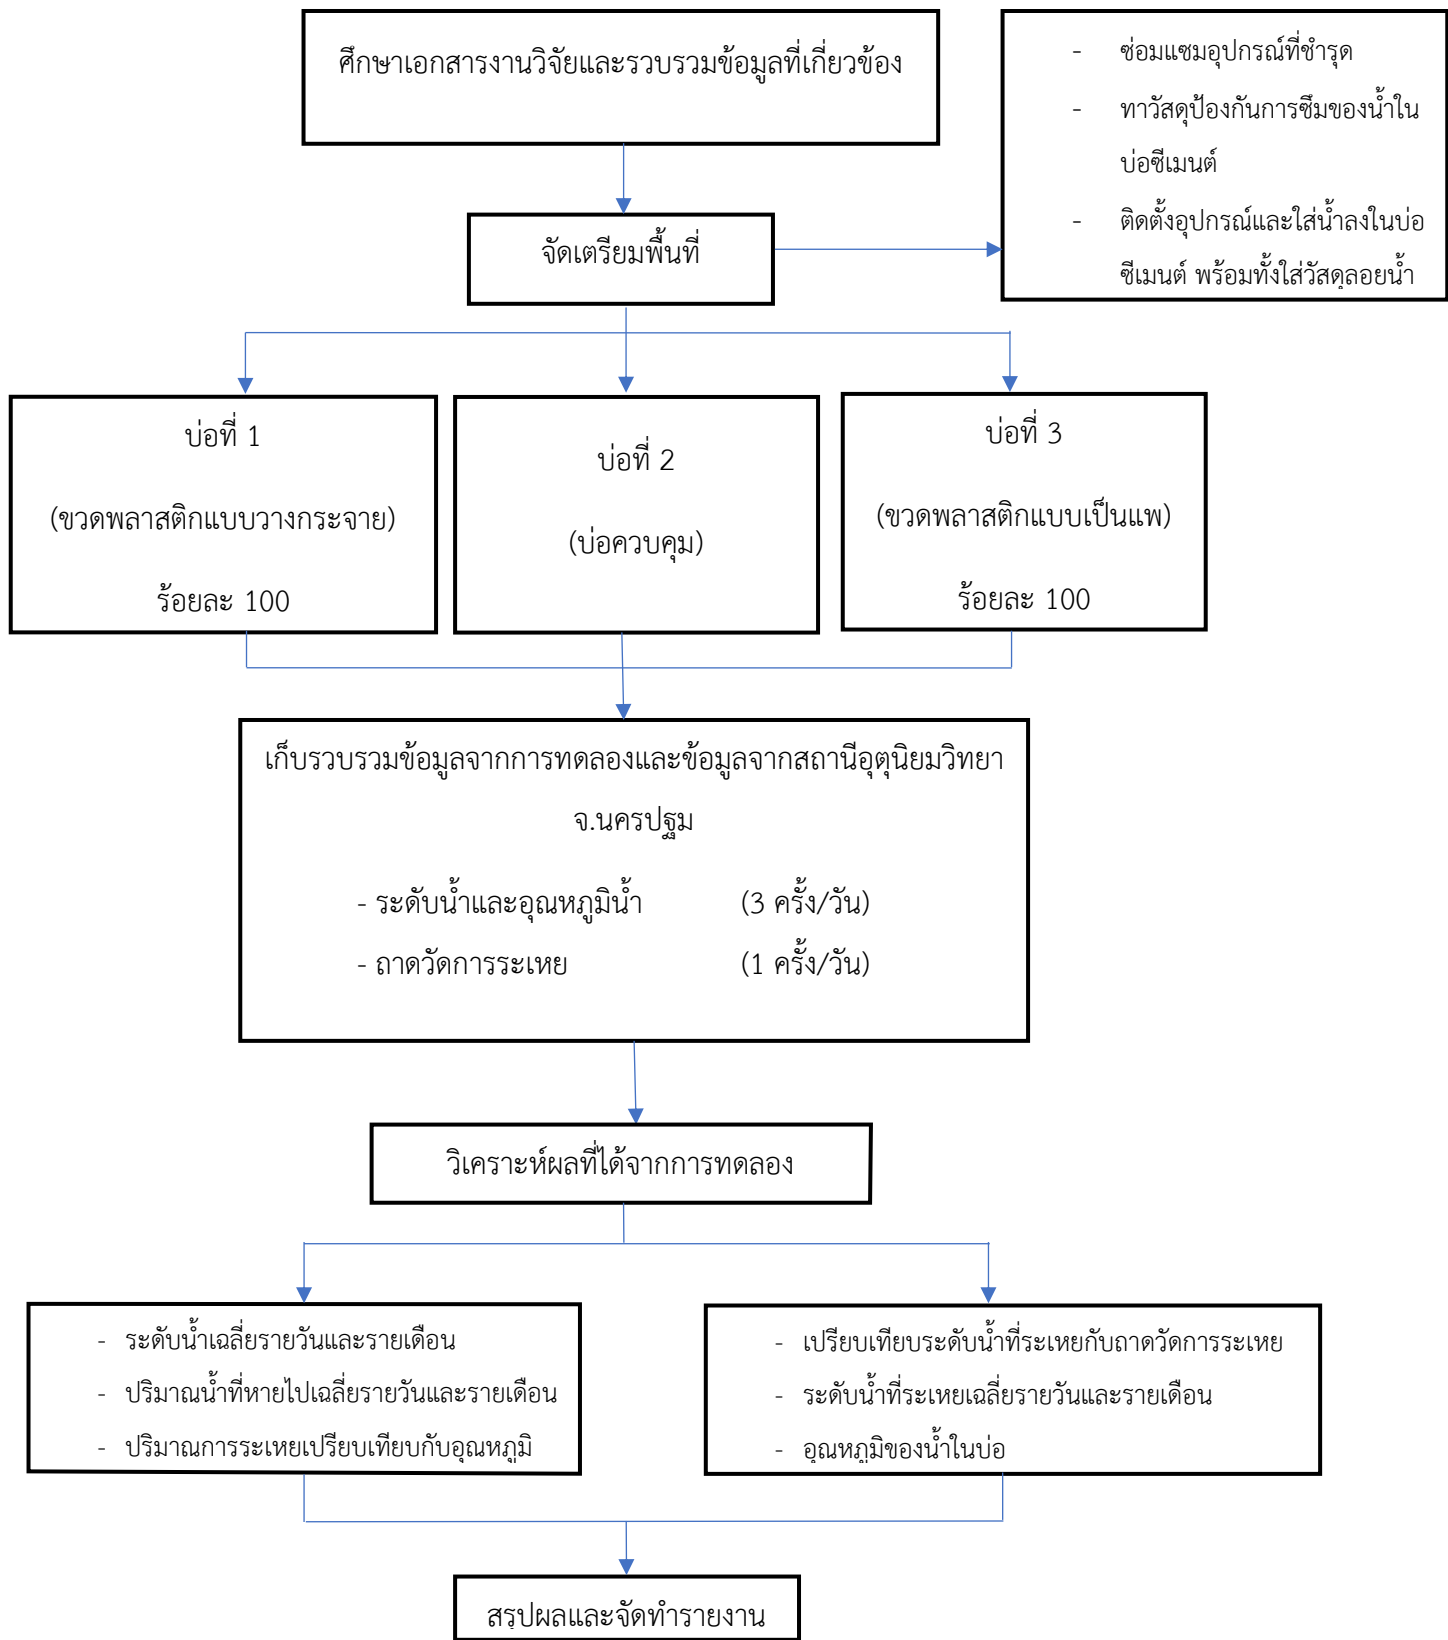 ศึกษาเอกสารงานวิจัยและรวบรวมข้อมูลที่เกี่ยวข้อง
- ซ่อมแซมอุปกรณ์ที่ชำรุด
- ทาวัสดุป้องกันการซึมของน้ำใน
บ่อซีเมนต์
- ติดตั้งอุปกรณ์และใส่น้ำลงในบ่อ
ซีเมนต์ พร้อมทั้งใส่วัสดุลอยน้ำ
จัดเตรียมพื้นที่
บ่อที่ 1
(ขวดพลาสติกแบบวางกระจาย)
ร้อยละ 100
บ่อที่ 2
(บ่อควบคุม)
บ่อที่ 3
(ขวดพลาสติกแบบเป็นแพ)
ร้อยละ 100
เก็บรวบรวมข้อมูลจากการทดลองและข้อมูลจากสถานีอุตุนิยมวิทยา
จ.นครปฐม
- ระดับน้ำและอุณหภูมิน้ำ (3 ครั้ง/วัน)
- ถาดวัดการระเหย (1 ครั้ง/วัน)
วิเคราะห์ผลที่ได้จากการทดลอง
- ระดับน้ำเฉลี่ยรายวันและรายเดือน
- ปริมาณน้ำที่หายไปเฉลี่ยรายวันและรายเดือน
- ปริมาณการระเหยเปรียบเทียบกับอุณหภูมิ
- เปรียบเทียบระดับน้ำที่ระเหยกับถาดวัดการระเหย
- ระดับน้ำที่ระเหยเฉลี่ยรายวันและรายเดือน
- อุณหภูมิของน้ำในบ่อ
สรุปผลและจัดทำรายงาน